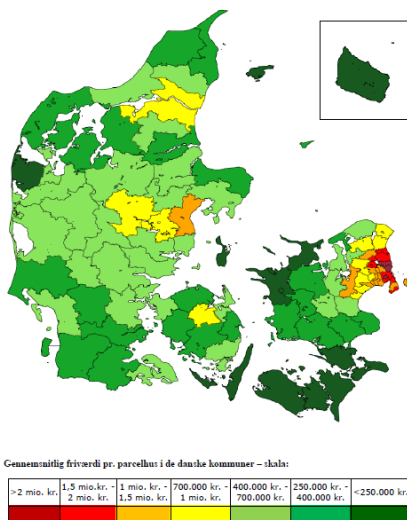 Gennemsnitlig friværdi pr. parcelhus i de danske kommuner – skala:
>2 mio. kr.
1,5 mio.kr. -
2 mio. kr.
1 mio.kr. -
1,5 mio.kr.
700.000 kr. -
1 mio. kr.
400.000 kr. -
700.000 kr.
250.000 kr. -
400.000 kr.
<250.000 kr.